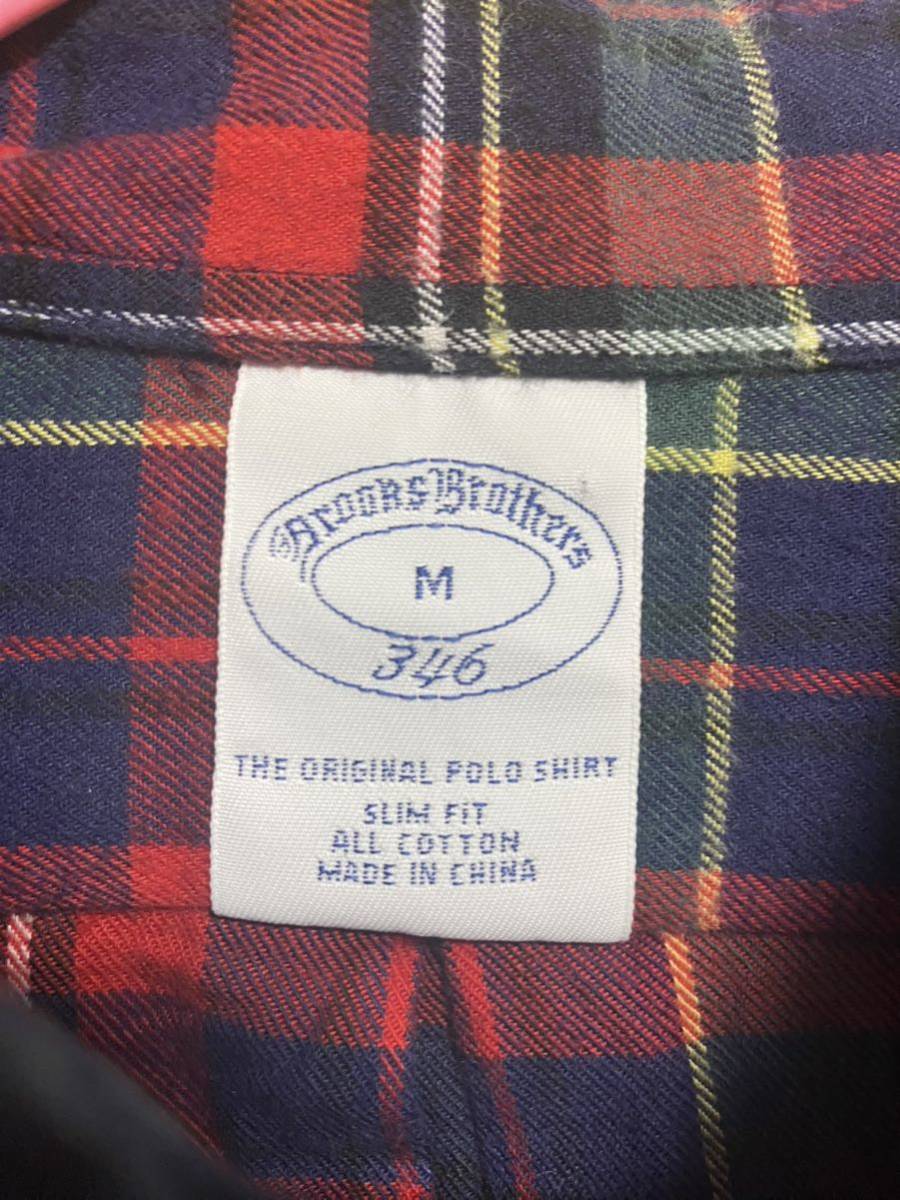 Brooks Brothers
M
346
THE ORIGINAL POLO SHIRT
SLIM FIT
ALL COTTON
MADE IN CHINA